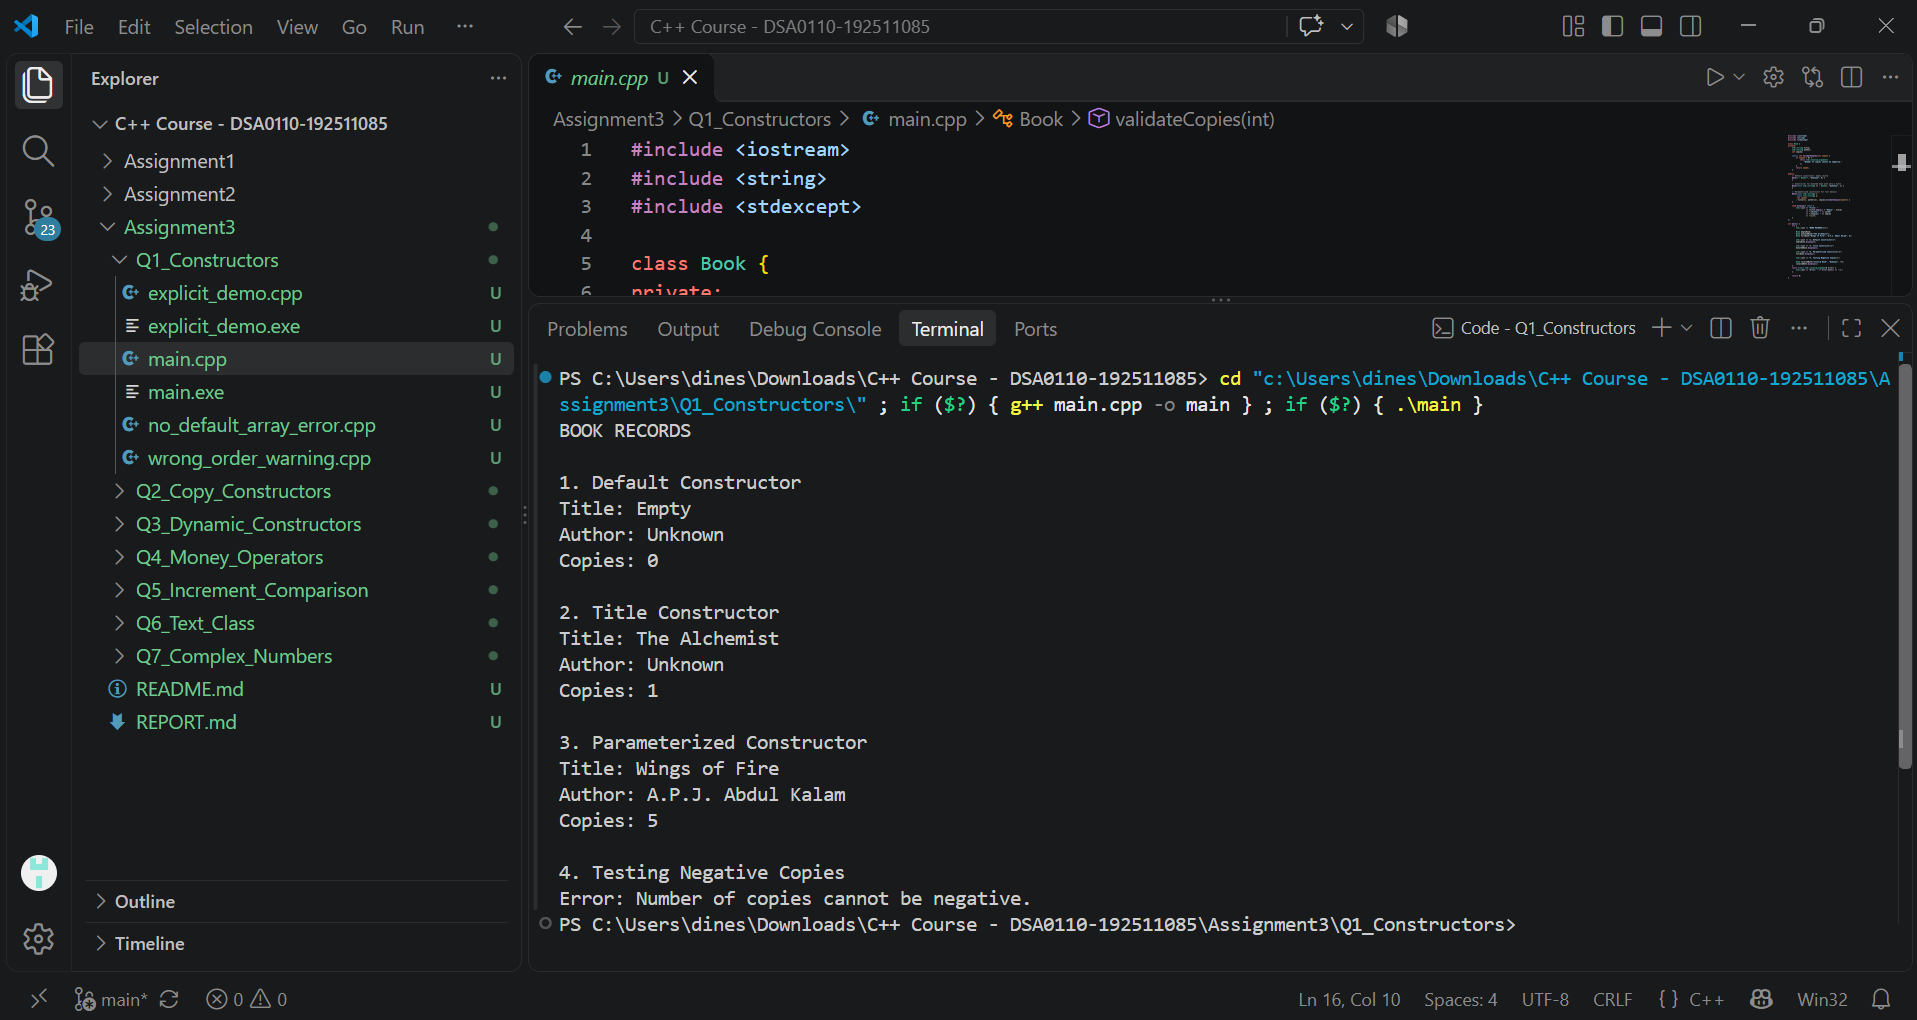 File Edit Selection View Go Run ···
C++ Course - DSA0110-192511085
Explorer
C++ Course - DSA0110-192511085
Assignment1
Assignment2
Assignment3
Q1_Constructors
explicit_demo.cpp U
explicit_demo.exe U
main.cpp U
main.exe U
no_default_array_error.cpp U
wrong_order_warning.cpp U
Q2_Copy_Constructors
Q3_Dynamic_Constructors
Q4_Money_Operators
Q5_Increment_Comparison
Q6_Text_Class
Q7_Complex_Numbers
README.md U
REPORT.md U
Outline
Timeline
23
main.cpp U
Assignment3 > Q1_Constructors > main.cpp > Book > validateCopies(int)
1 #include <iostream>
2 #include <string>
3 #include <stdexcept>
4
5 class Book {
6 private:
Problems Output Debug Console Terminal Ports
Code - Q1_Constructors
PS C:\Users\dines\Downloads\C++ Course - DSA0110-192511085> cd "c:\Users\dines\Downloads\C++ Course - DSA0110-192511085\A
ssignment3\Q1_Constructors\" ; if ($?) { g++ main.cpp -o main } ; if ($?) { .\main }
BOOK RECORDS
1. Default Constructor
Title: Empty
Author: Unknown
Copies: 0
2. Title Constructor
Title: The Alchemist
Author: Unknown
Copies: 1
3. Parameterized Constructor
Title: Wings of Fire
Author: A.P.J. Abdul Kalam
Copies: 5
4. Testing Negative Copies
Error: Number of copies cannot be negative.
PS C:\Users\dines\Downloads\C++ Course - DSA0110-192511085\Assignment3\Q1_Constructors>
main* 0 0
Ln 16, Col 10 Spaces: 4 UTF-8 CRLF { } C++ Win32